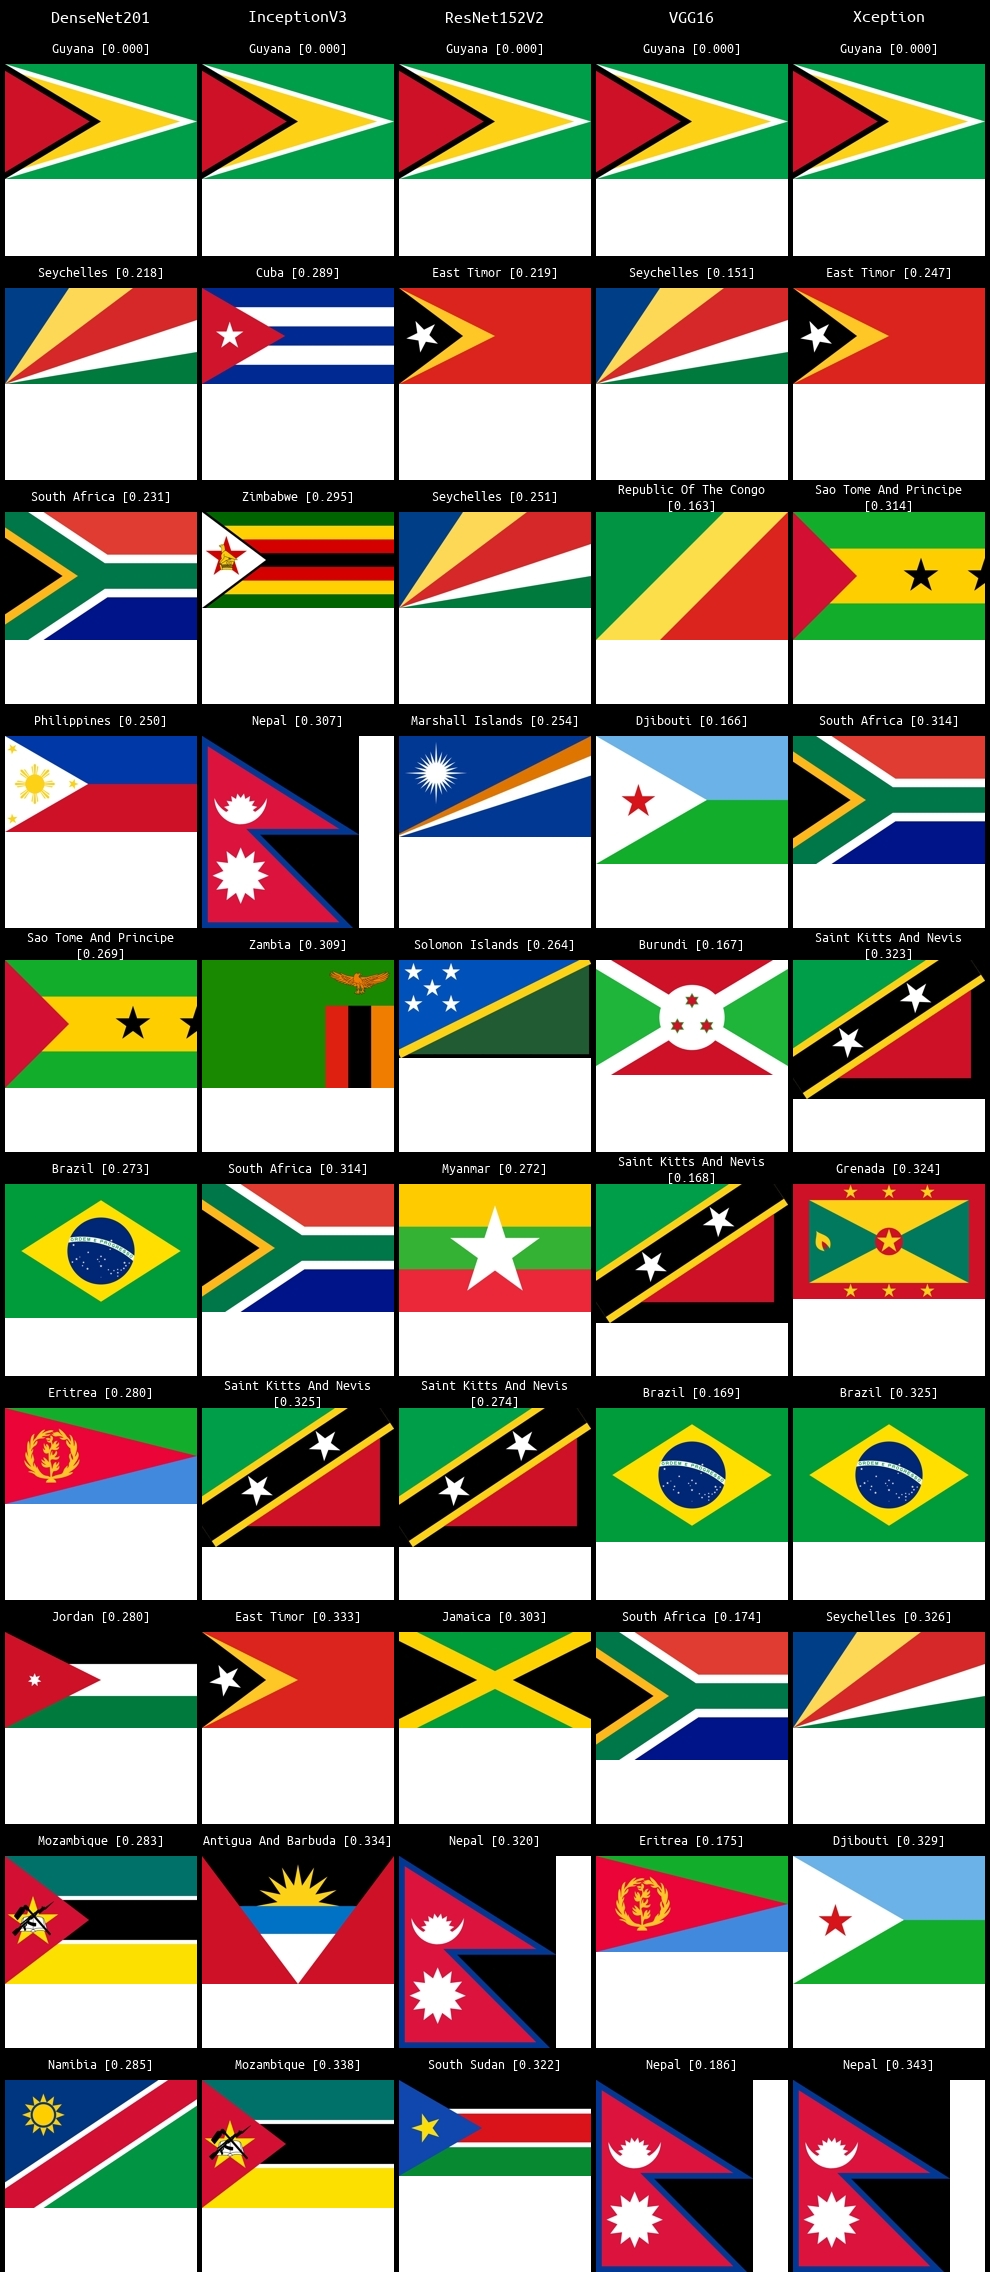 DenseNet201 InceptionV3 ResNet152V2 VGG16 Xception
Guyana [0.000] Guyana [0.000] Guyana [0.000] Guyana [0.000] Guyana [0.000]
Seychelles [0.218] Cuba [0.289] East Timor [0.219] Seychelles [0.151] East Timor [0.247]
South Africa [0.231] Zimbabwe [0.295] Seychelles [0.251] Republic Of The Congo [0.163] Sao Tome And Principe [0.314]
Philippines [0.250] Nepal [0.307] Marshall Islands [0.254] Djibouti [0.166] South Africa [0.314]
Sao Tome And Principe [0.269] Zambia [0.309] Solomon Islands [0.264] Burundi [0.167] Saint Kitts And Nevis [0.323]
Brazil [0.273] South Africa [0.314] Myanmar [0.272] Saint Kitts And Nevis [0.168] Grenada [0.324]
Eritrea [0.280] Saint Kitts And Nevis [0.325] Saint Kitts And Nevis [0.274] Brazil [0.169] Brazil [0.325]
Jordan [0.280] East Timor [0.333] Jamaica [0.303] South Africa [0.174] Seychelles [0.326]
Mozambique [0.283] Antigua And Barbuda [0.334] Nepal [0.320] Eritrea [0.175] Djibouti [0.329]
Namibia [0.285] Mozambique [0.338] South Sudan [0.322] Nepal [0.186] Nepal [0.343]